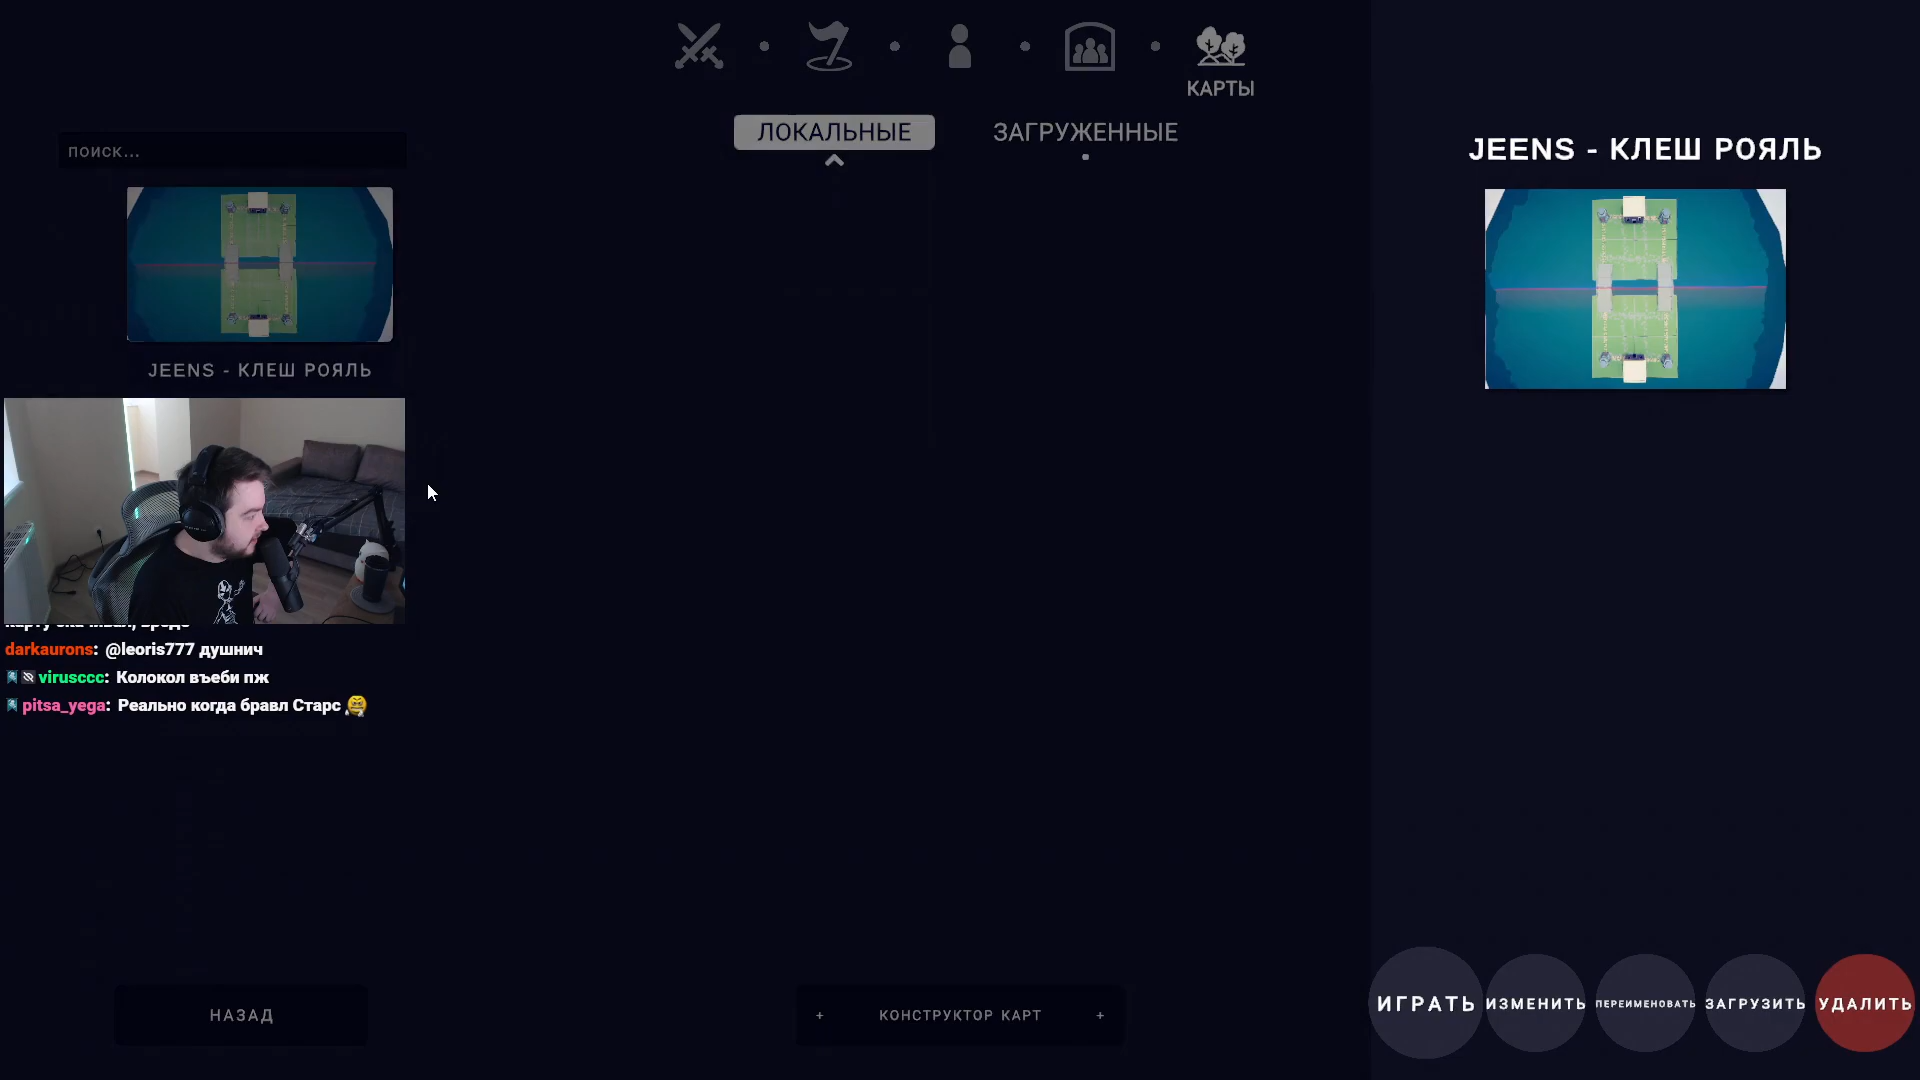 КАРТЫ
ЛОКАЛЬНЫЕ
ЗАГРУЖЕННЫЕ
поиск...
JEENS - КЛЕШ РОЯЛЬ
JEENS - КЛЕШ РОЯЛЬ
darkaurons: @leoris777 душнич
virusccc: Колокол въеби пж
pitsa_yega: Реально когда бравл Старс
НАЗАД
+ КОНСТРУКТОР КАРТ +
ИГРАТЬ
ИЗМЕНИТЬ
ПЕРЕИМЕНОВАТЬ
ЗАГРУЗИТЬ
УДАЛИТЬ